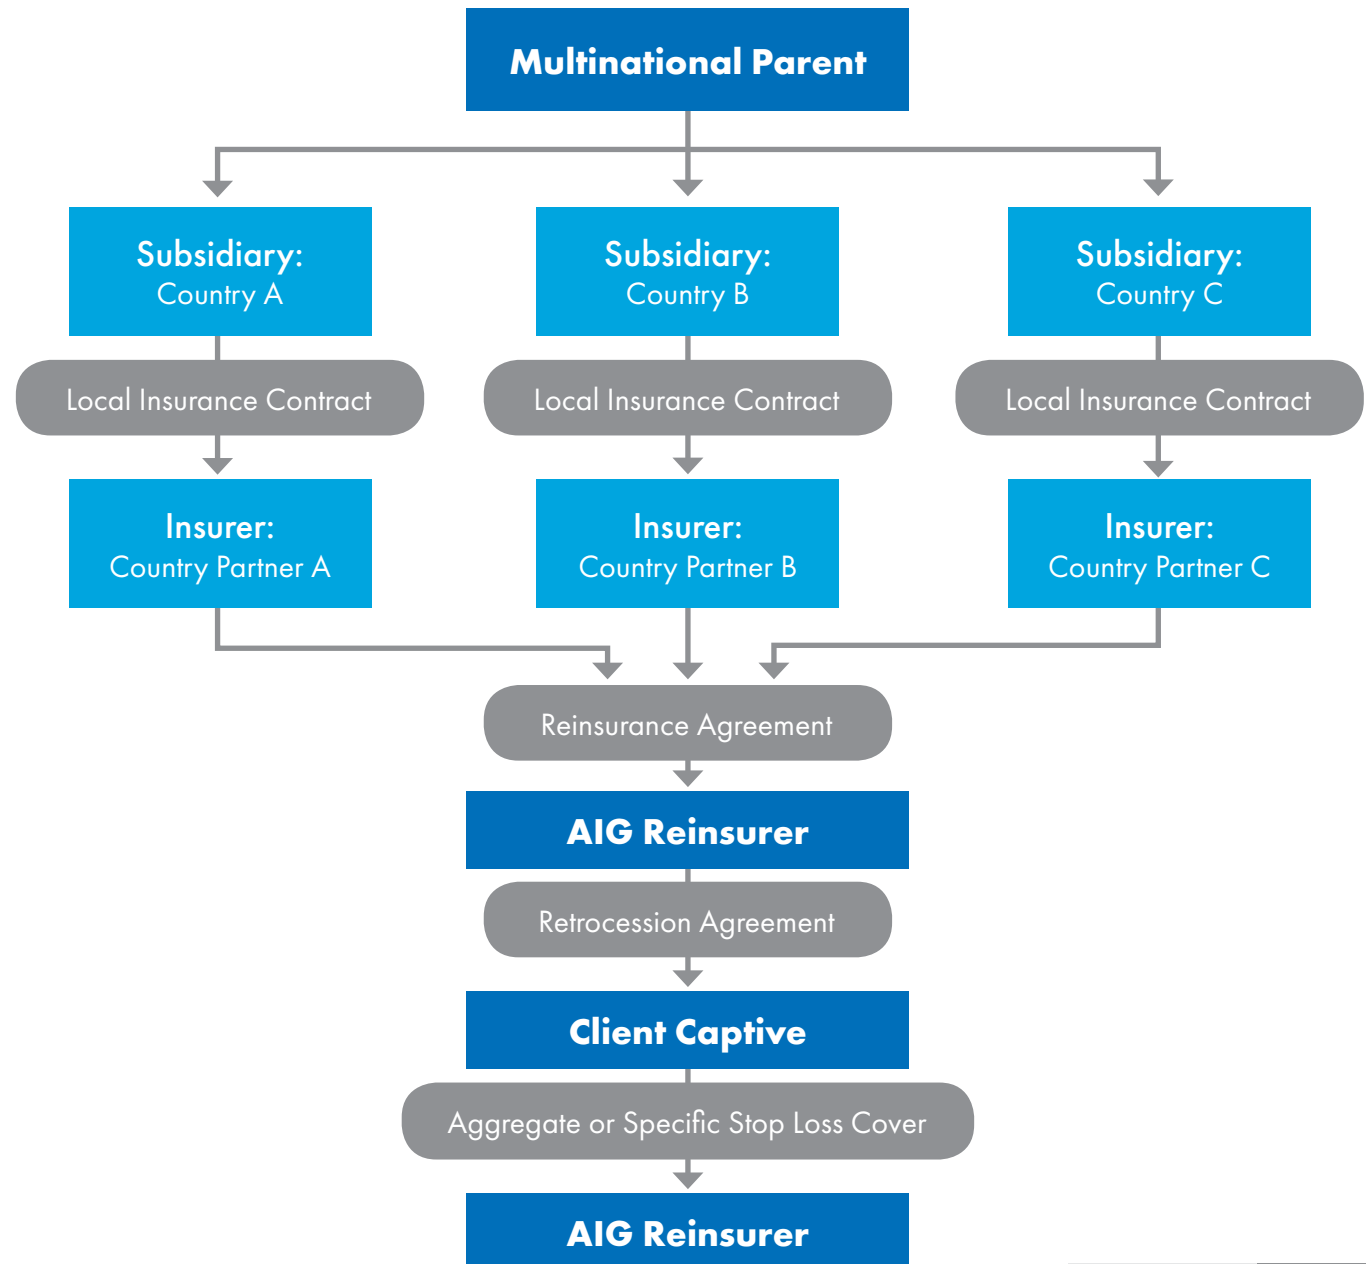 Multinational Parent
Subsidiary:
Country A
Subsidiary:
Country B
Subsidiary:
Country C
Local Insurance Contract
Local Insurance Contract
Local Insurance Contract
Insurer:
Country Partner A
Insurer:
Country Partner B
Insurer:
Country Partner C
Reinsurance Agreement
AIG Reinsurer
Retrocession Agreement
Client Captive
Aggregate or Specific Stop Loss Cover
AIG Reinsurer